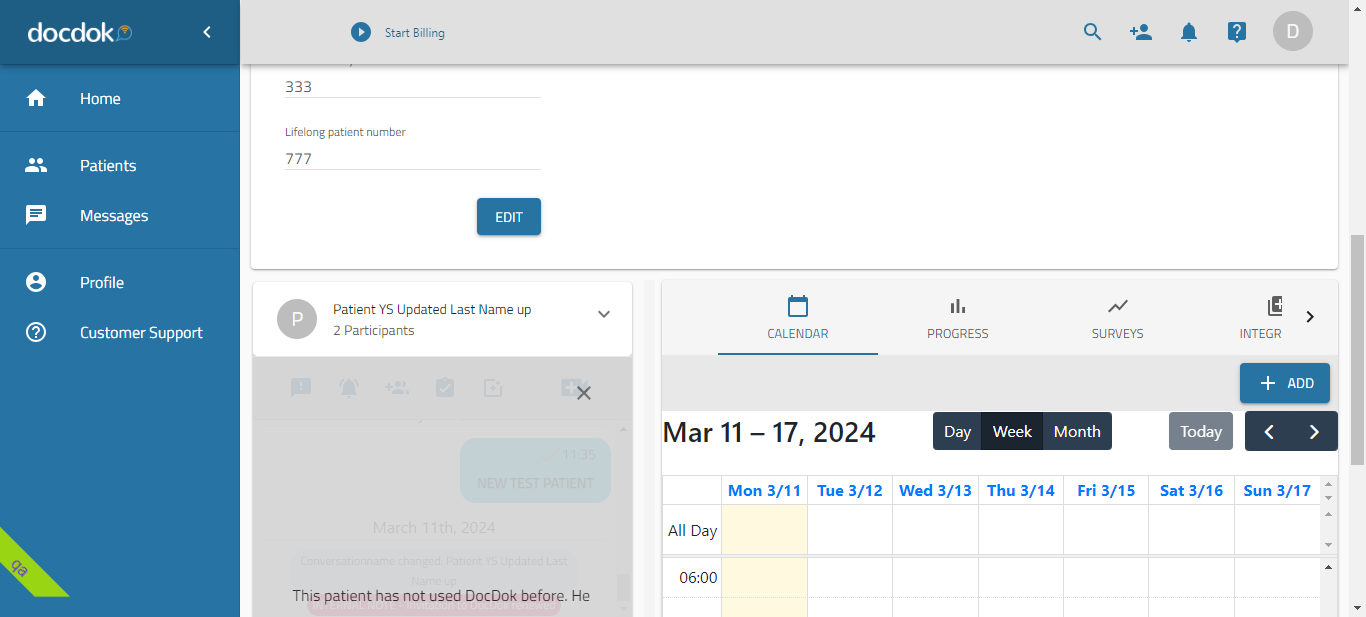 docdok
Start Billing
D
Home
Patients
Messages
Profile
Customer Support
qa
333
Lifelong patient number
777
EDIT
P
Patient YS Updated Last Name up
2 Participants
11:35
NEW TEST PATIENT
March 11th, 2024
Conversationname changed: Patient YS Updated Last
Name up
This patient has not used DocDok before. He
INTERNAL NOTE - Invitation to DocDok renewed
CALENDAR
PROGRESS
SURVEYS
INTEGR
ADD
Mar 11 – 17, 2024
Day Week Month
Today
Mon 3/11 Tue 3/12 Wed 3/13 Thu 3/14 Fri 3/15 Sat 3/16 Sun 3/17
All Day
06:00